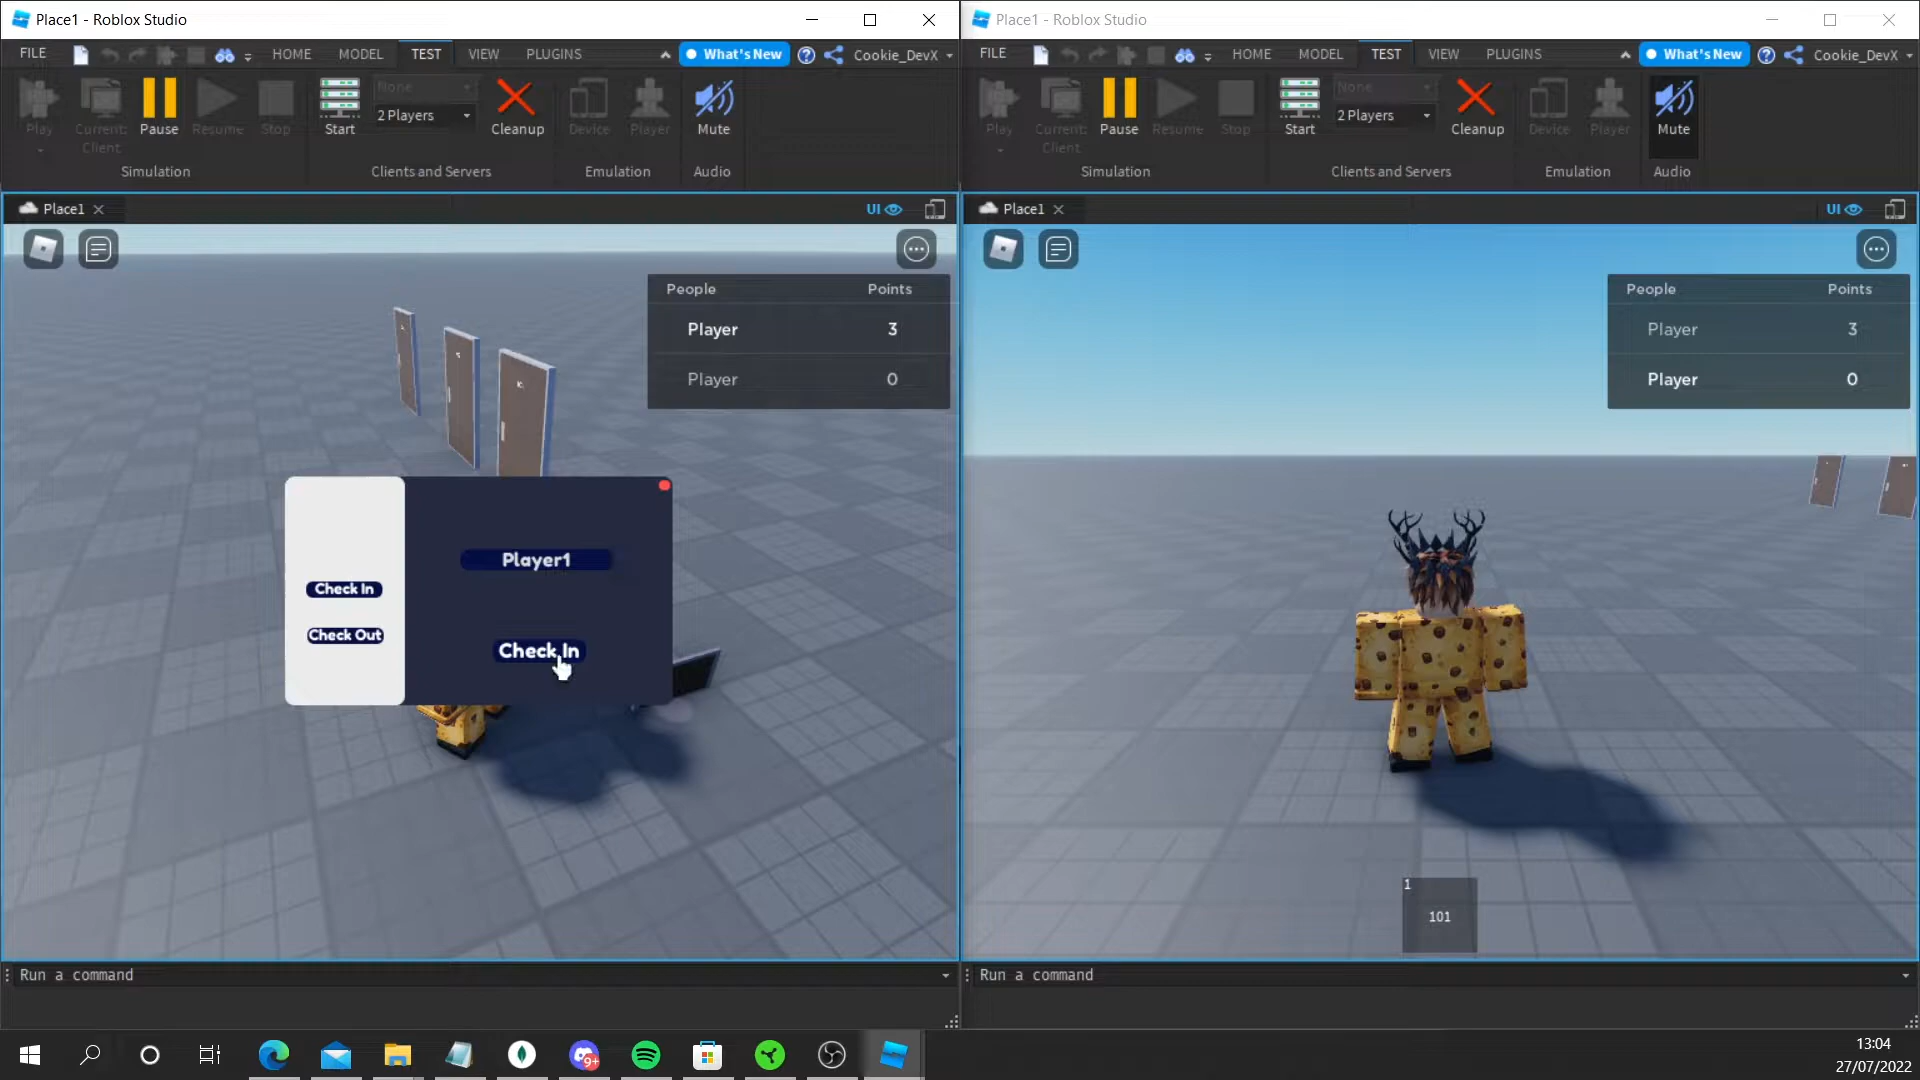 Place1 - Roblox Studio
FILE
HOME
MODEL
TEST
VIEW
PLUGINS
What's New
Cookie_DevX
Play
Current:
Client
Pause
Resume
Stop
Start
None
2 Players
Cleanup
Device
Player
Mute
Simulation
Clients and Servers
Emulation
Audio
Place1
UI
People Points
Player 3
Player 0
Player1
Check In
Check Out
Check In
Run a command
Place1 - Roblox Studio
FILE
HOME
MODEL
TEST
VIEW
PLUGINS
What's New
Cookie_DevX
Play
Current:
Client
Pause
Resume
Stop
Start
None
2 Players
Cleanup
Device
Player
Mute
Simulation
Clients and Servers
Emulation
Audio
Place1
UI
People Points
Player 3
Player 0
1
101
Run a command
9+
13:04
27/07/2022